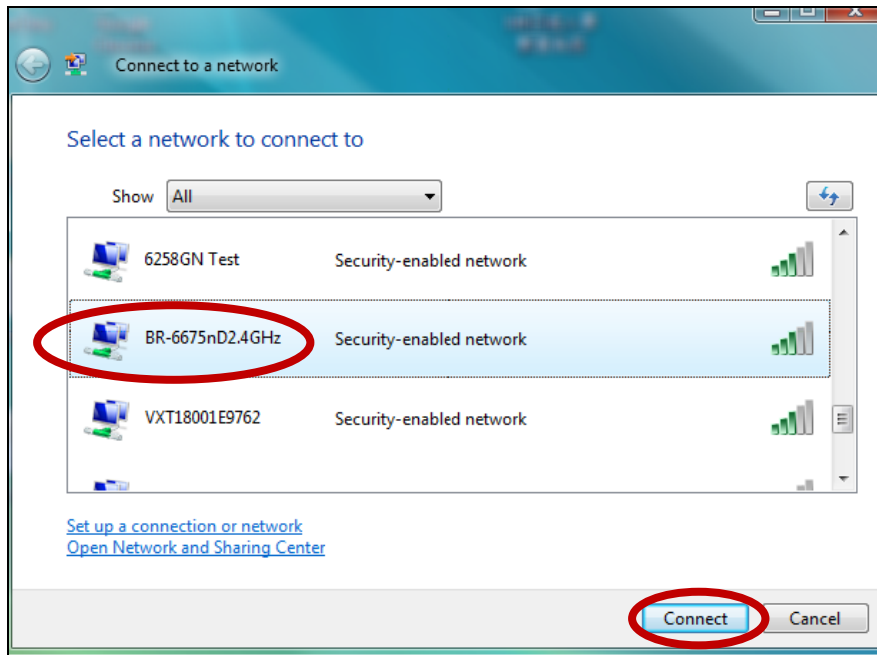 Connect to a network
Select a network to connect to
Show All
6258GN Test Security-enabled network
BR-6675nD2.4GHz Security-enabled network
VXT18001E9762 Security-enabled network
Set up a connection or network
Open Network and Sharing Center
Connect Cancel